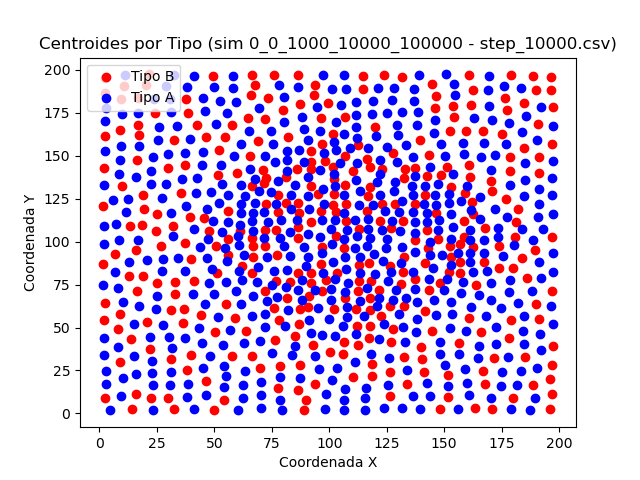 Centroides por Tipo (sim 0_0_1000_10000_100000 - step_10000.csv)
Tipo B
Tipo A
200
175
150
125
100
75
50
25
0
Coordenada Y
0 25 50 75 100 125 150 175 200
Coordenada X